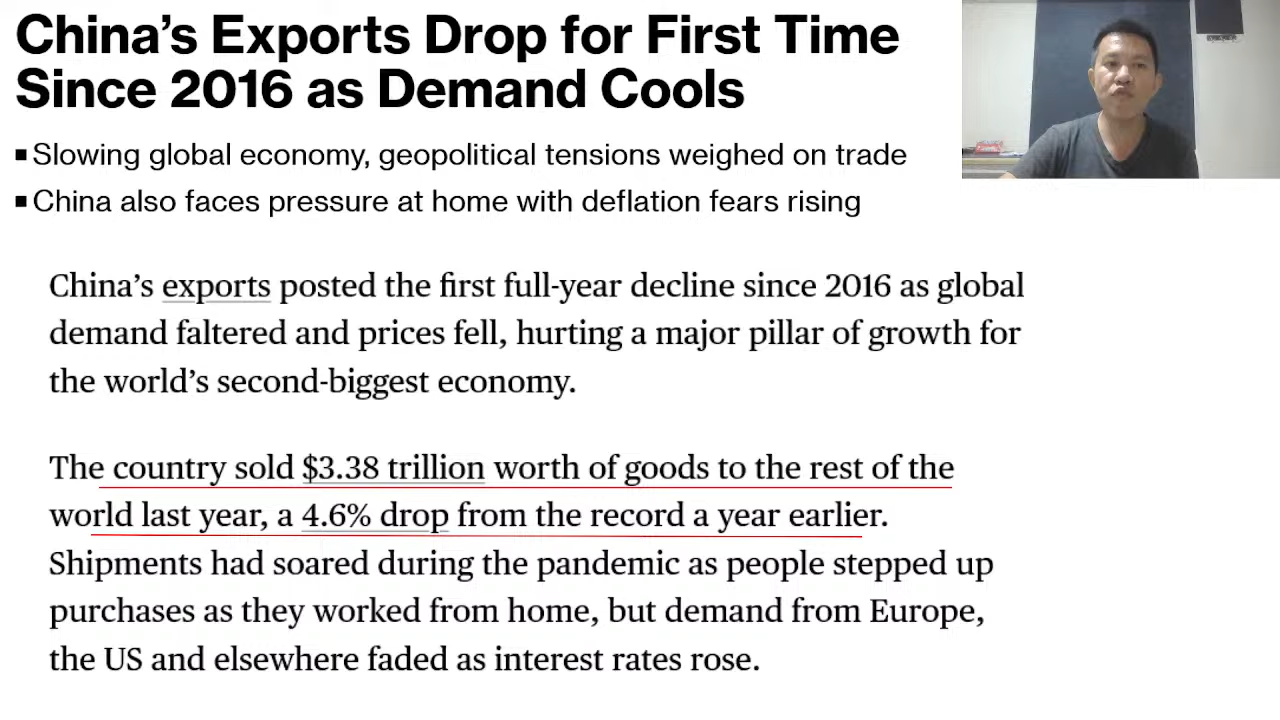 China’s Exports Drop for First Time
Since 2016 as Demand Cools
■ Slowing global economy, geopolitical tensions weighed on trade
■ China also faces pressure at home with deflation fears rising
China’s exports posted the first full-year decline since 2016 as global
demand faltered and prices fell, hurting a major pillar of growth for
the world’s second-biggest economy.
The country sold $3.38 trillion worth of goods to the rest of the
world last year, a 4.6% drop from the record a year earlier.
Shipments had soared during the pandemic as people stepped up
purchases as they worked from home, but demand from Europe,
the US and elsewhere faded as interest rates rose.